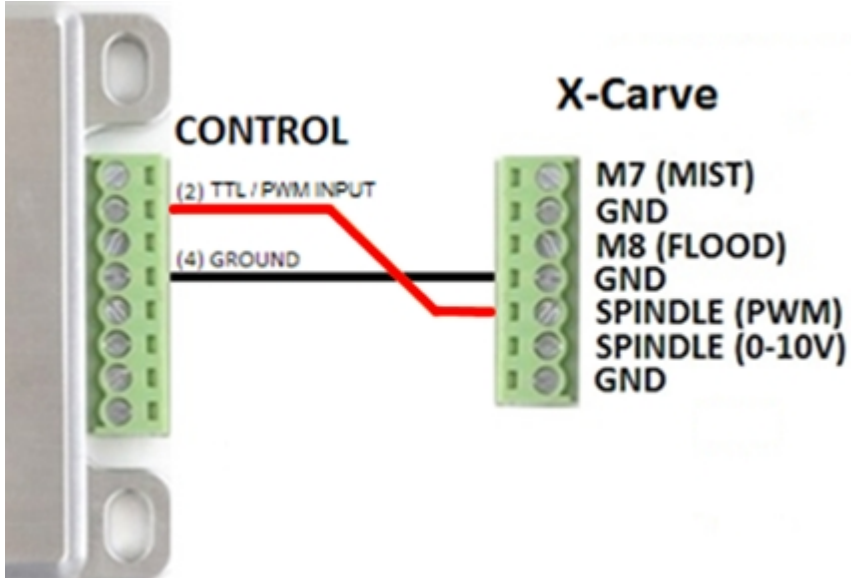 X-Carve
CONTROL
(2) TTL / PWM INPUT
(4) GROUND
M7 (MIST)
GND
M8 (FLOOD)
GND
SPINDLE (PWM)
SPINDLE (0-10V)
GND